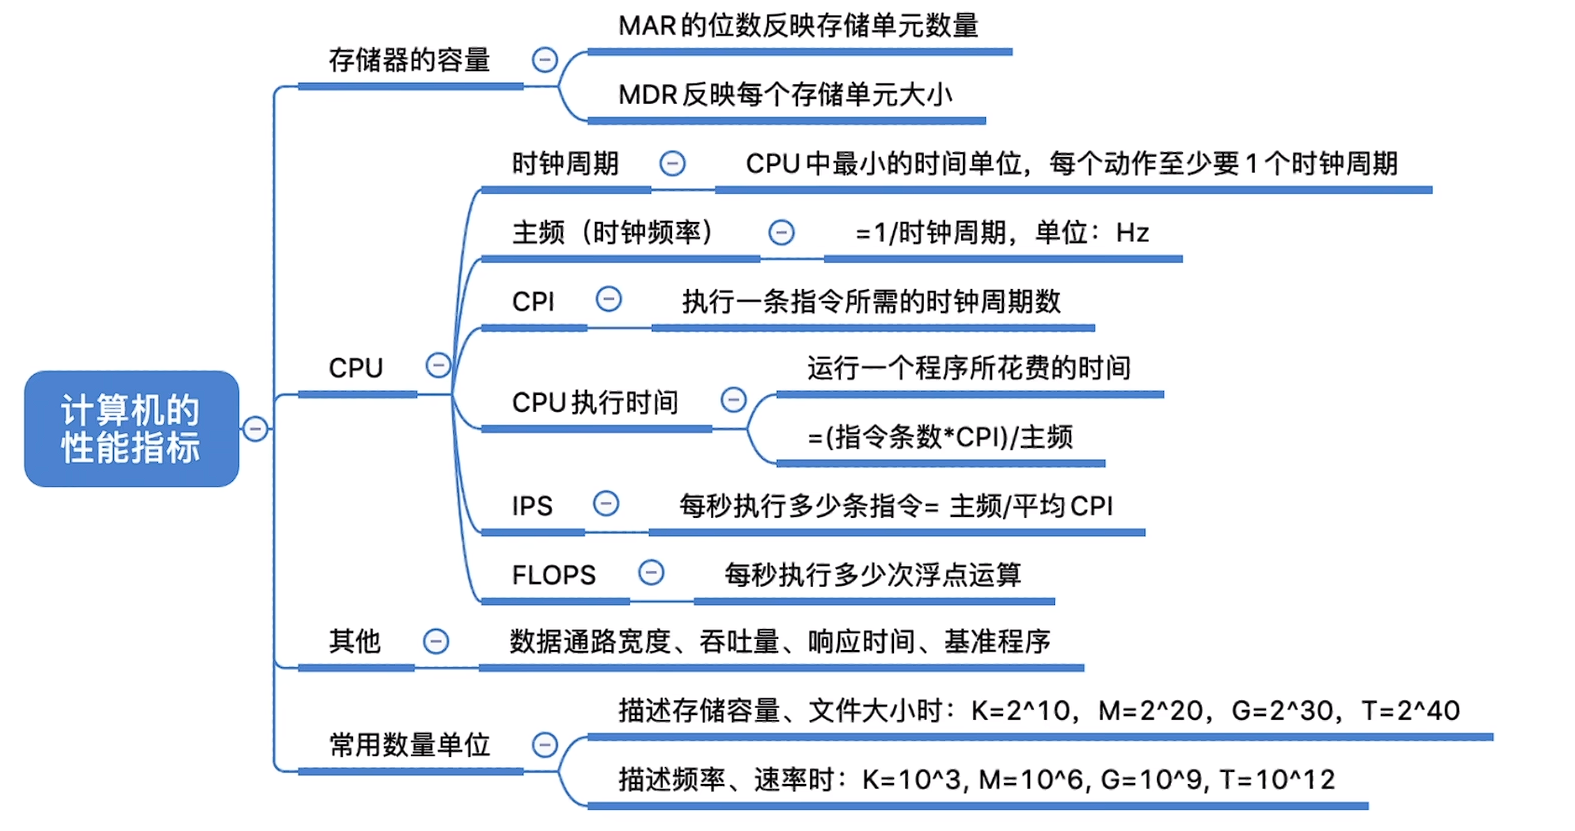 计算机的
性能指标
存储器的容量
MAR的位数反映存储单元数量
MDR反映每个存储单元大小
CPU
时钟周期
CPU中最小的时间单位，每个动作至少要1个时钟周期
主频（时钟频率）
=1/时钟周期，单位：Hz
CPI
执行一条指令所需的时钟周期数
CPU执行时间
运行一个程序所花费的时间
=(指令条数*CPI)/主频
IPS
每秒执行多少条指令= 主频/平均CPI
FLOPS
每秒执行多少次浮点运算
其他
数据通路宽度、吞吐量、响应时间、基准程序
常用数量单位
描述存储容量、文件大小时：K=2^10，M=2^20，G=2^30，T=2^40
描述频率、速率时：K=10^3, M=10^6, G=10^9, T=10^12